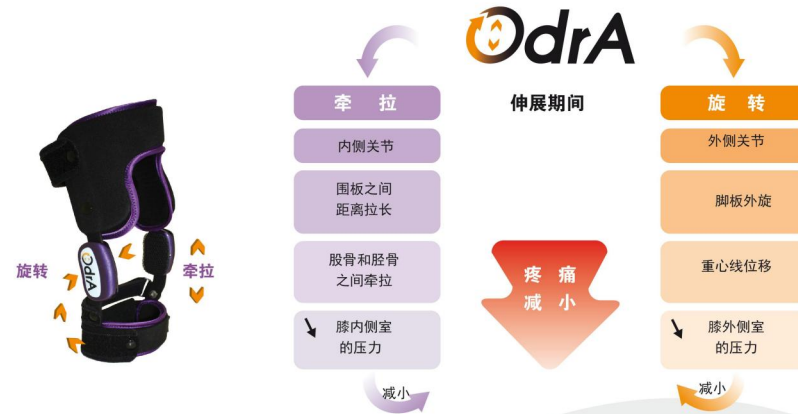 OdrA
牵 拉
伸展期间
旋 转
内侧关节
外侧关节
围板之间
距离拉长
脚板外旋
股骨和胫骨
之间牵拉
疼 痛
减 小
重心线位移
旋转
OdrA
牵拉
膝内侧室
的压力
膝外侧室
的压力
减小
减小